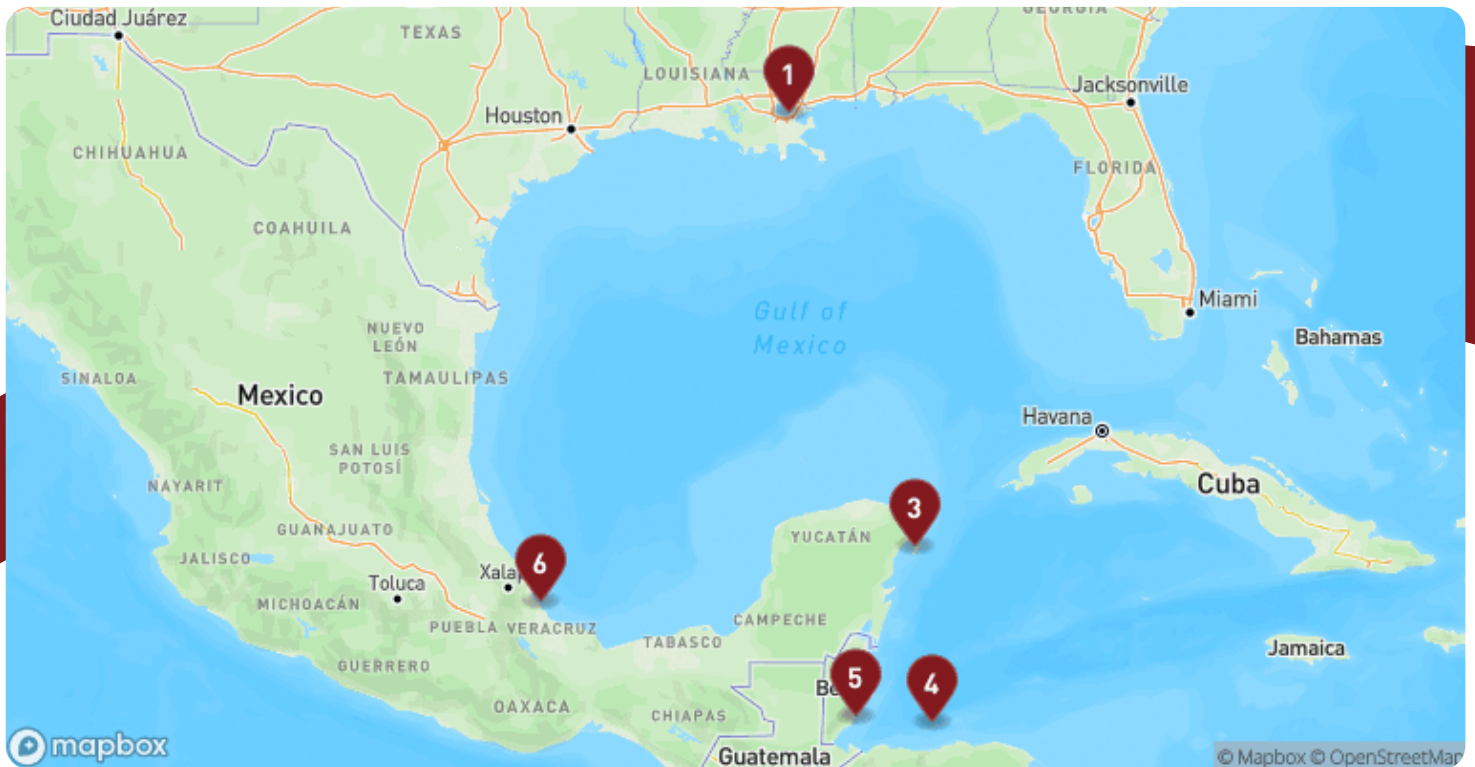 Ciudad Juárez
TEXAS
GEORGIA
LOUISIANA
1
Jacksonville
Houston
CHIHUAHUA
FLORIDA
COAHUILA
Miami
Gulf of
Mexico
NUEVO
LEÓN
Bahamas
SINALOA
TAMAULIPAS
Mexico
Havana
SAN LUIS
POTOSÍ
Cuba
NAYARIT
3
GUANAJUATO
YUCATÁN
JALISCO
6
Xalap
Toluca
MICHOACÁN
PUEBLA VERACRUZ
CAMPECHE
TABASCO
Jamaica
GUERRERO
5
4
Be
OAXACA
CHIAPAS
mapbox
Guatemala
© Mapbox © OpenStreetMap